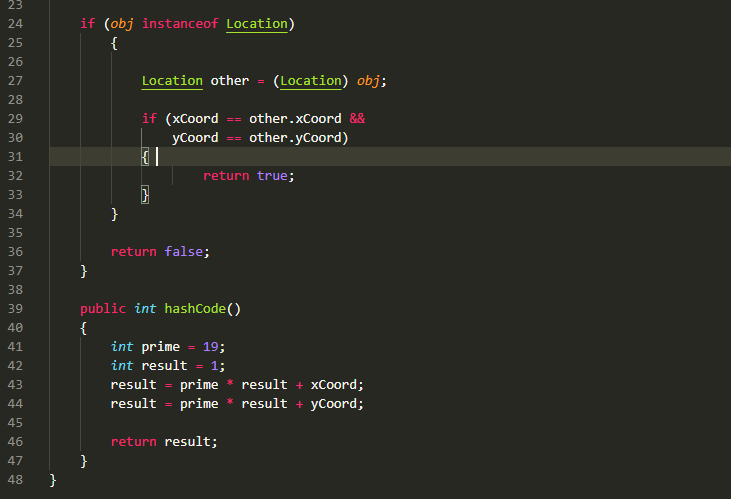 23
24 if (obj instanceof Location)
25 {
26
27 Location other = (Location) obj;
28
29 if (xCoord == other.xCoord &&
30 yCoord == other.yCoord)
31 {
32 return true;
33 }
34 }
35
36 return false;
37 }
38
39 public int hashCode()
40 {
41 int prime = 19;
42 int result = 1;
43 result = prime * result + xCoord;
44 result = prime * result + yCoord;
45
46 return result;
47 }
48 }